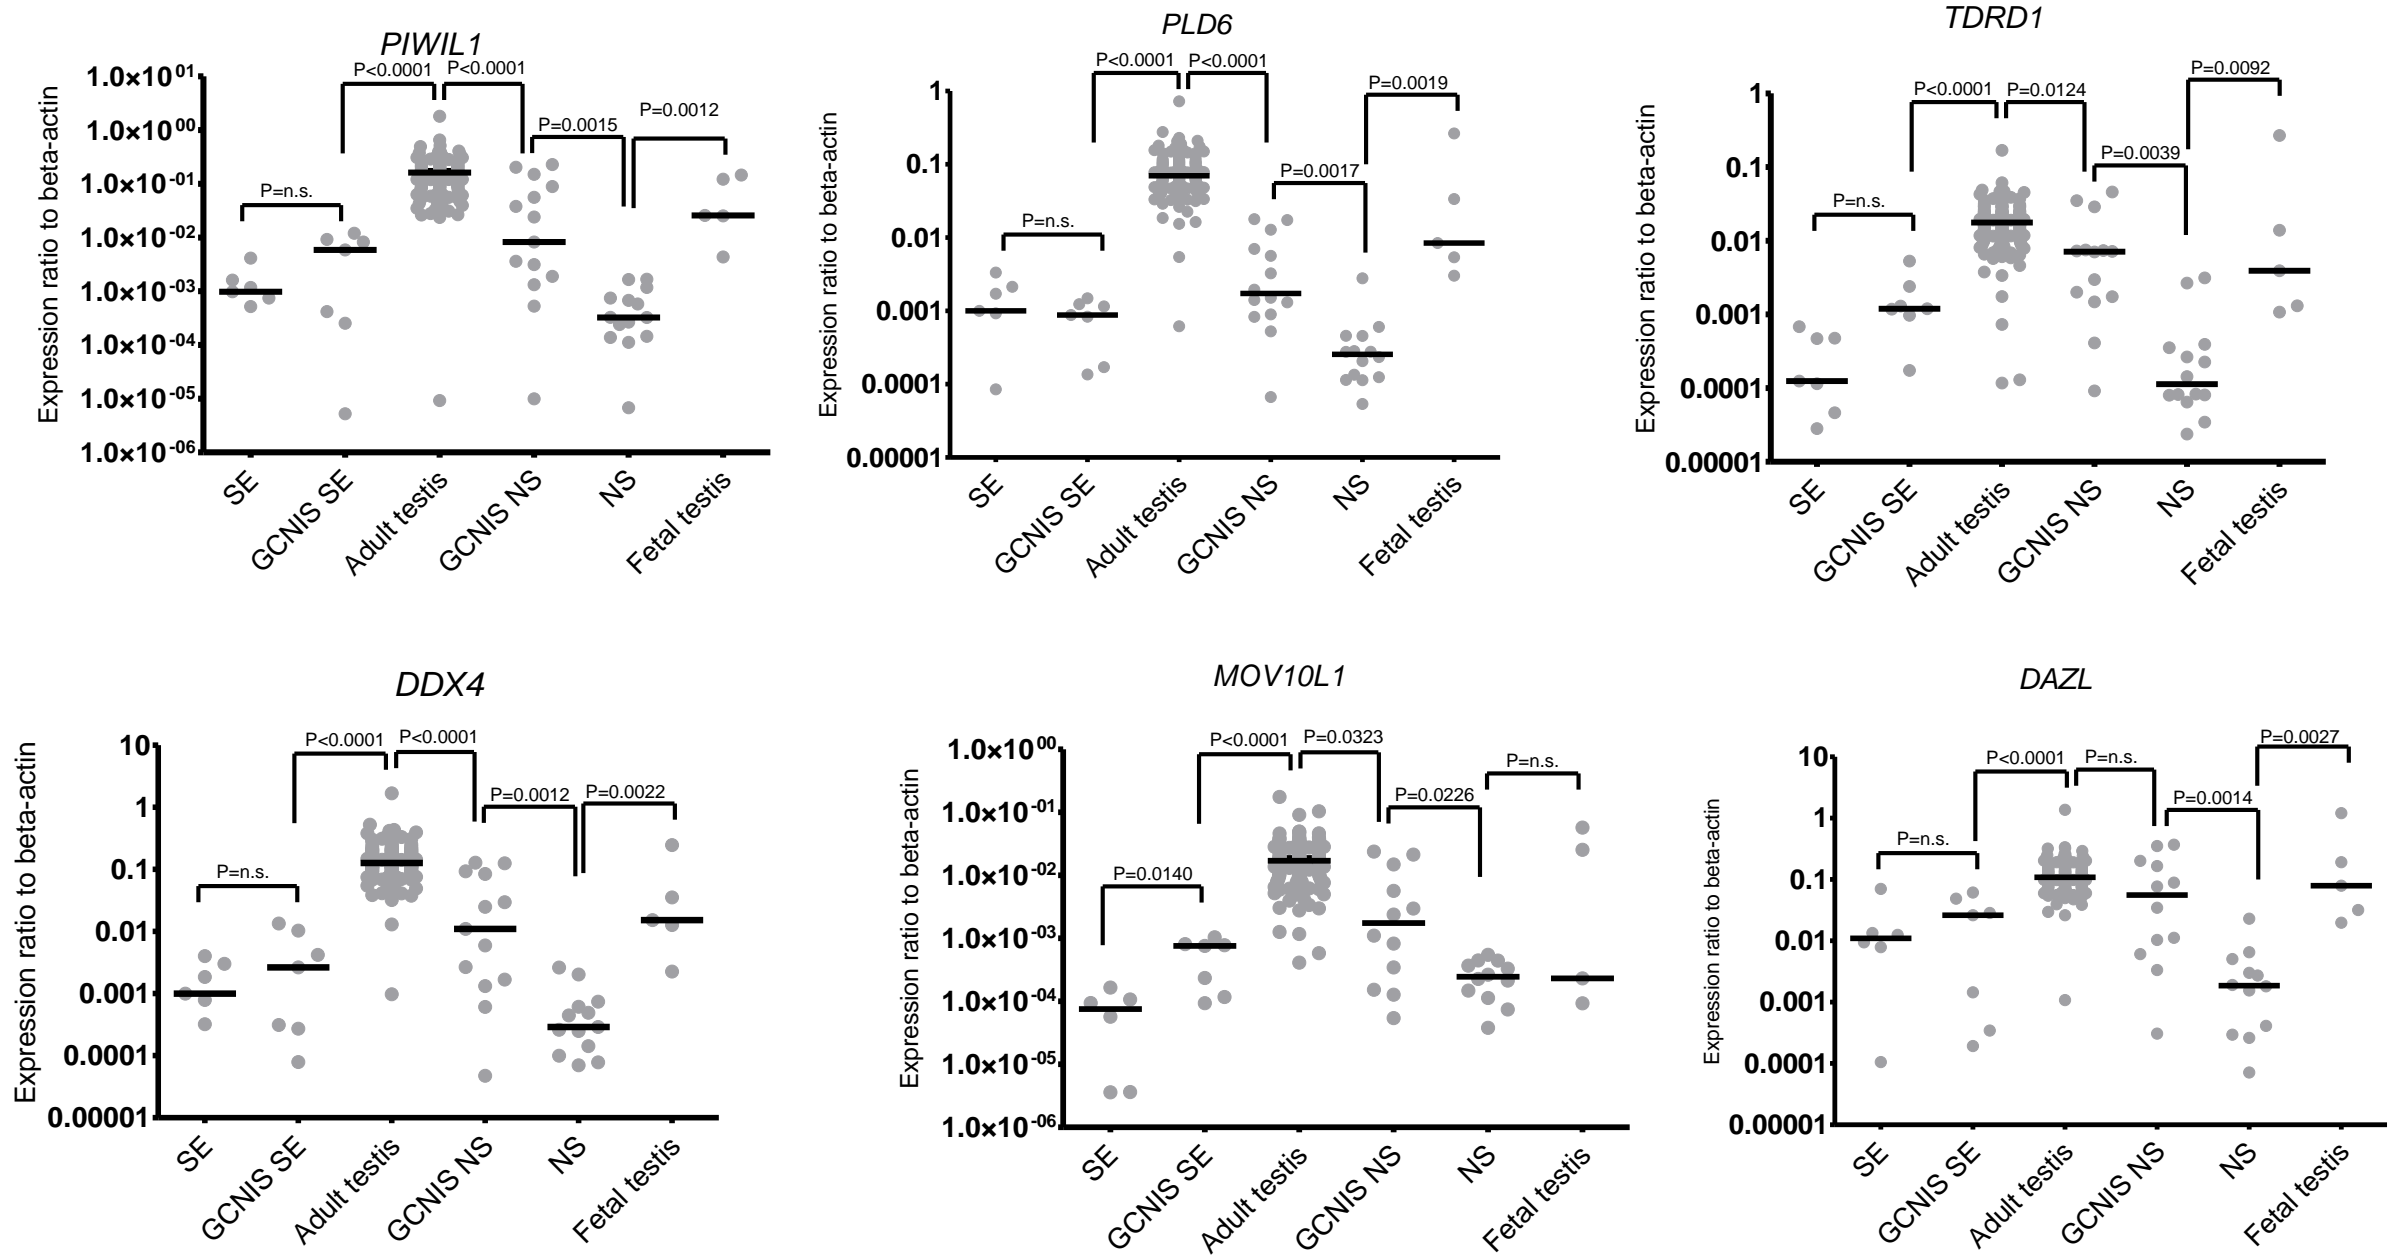 PIWIL1
P<0.0001 P<0.0001
P=0.0015
P=0.0012
P=n.s.
1.0×10^01
1.0×10^00
1.0×10^-01
1.0×10^-02
1.0×10^-03
1.0×10^-04
1.0×10^-05
1.0×10^-06
Expression ratio to beta-actin
SE
GCNIS SE
Adult testis
GCNIS NS
NS
Fetal testis
PLD6
P<0.0001 P<0.0001
P=0.0019
P=0.0017
P=n.s.
1
0.1
0.01
0.001
0.0001
0.00001
Expression ratio to beta-actin
SE
GCNIS SE
Adult testis
GCNIS NS
NS
Fetal testis
TDRD1
P=0.0092
P<0.0001 P=0.0124
P=0.0039
P=n.s.
1
0.1
0.01
0.001
0.0001
0.00001
Expression ratio to beta-actin
SE
GCNIS SE
Adult testis
GCNIS NS
NS
Fetal testis
DDX4
P<0.0001 P<0.0001
P=0.0012 P=0.0022
P=n.s.
10
1
0.1
0.01
0.001
0.0001
0.00001
Expression ratio to beta-actin
SE
GCNIS SE
Adult testis
GCNIS NS
NS
Fetal testis
MOV10L1
P<0.0001 P=0.0323
P=n.s.
P=0.0226
P=0.0140
1.0×10^00
1.0×10^-01
1.0×10^-02
1.0×10^-03
1.0×10^-04
1.0×10^-05
1.0×10^-06
Expression ratio to beta-actin
SE
GCNIS SE
Adult testis
GCNIS NS
NS
Fetal testis
DAZL
P=0.0027
P<0.0001 P=n.s.
P=0.0014
P=n.s.
10
1
0.1
0.01
0.001
0.0001
0.00001
Expression ratio to beta-actin
SE
GCNIS SE
Adult testis
GCNIS NS
NS
Fetal testis